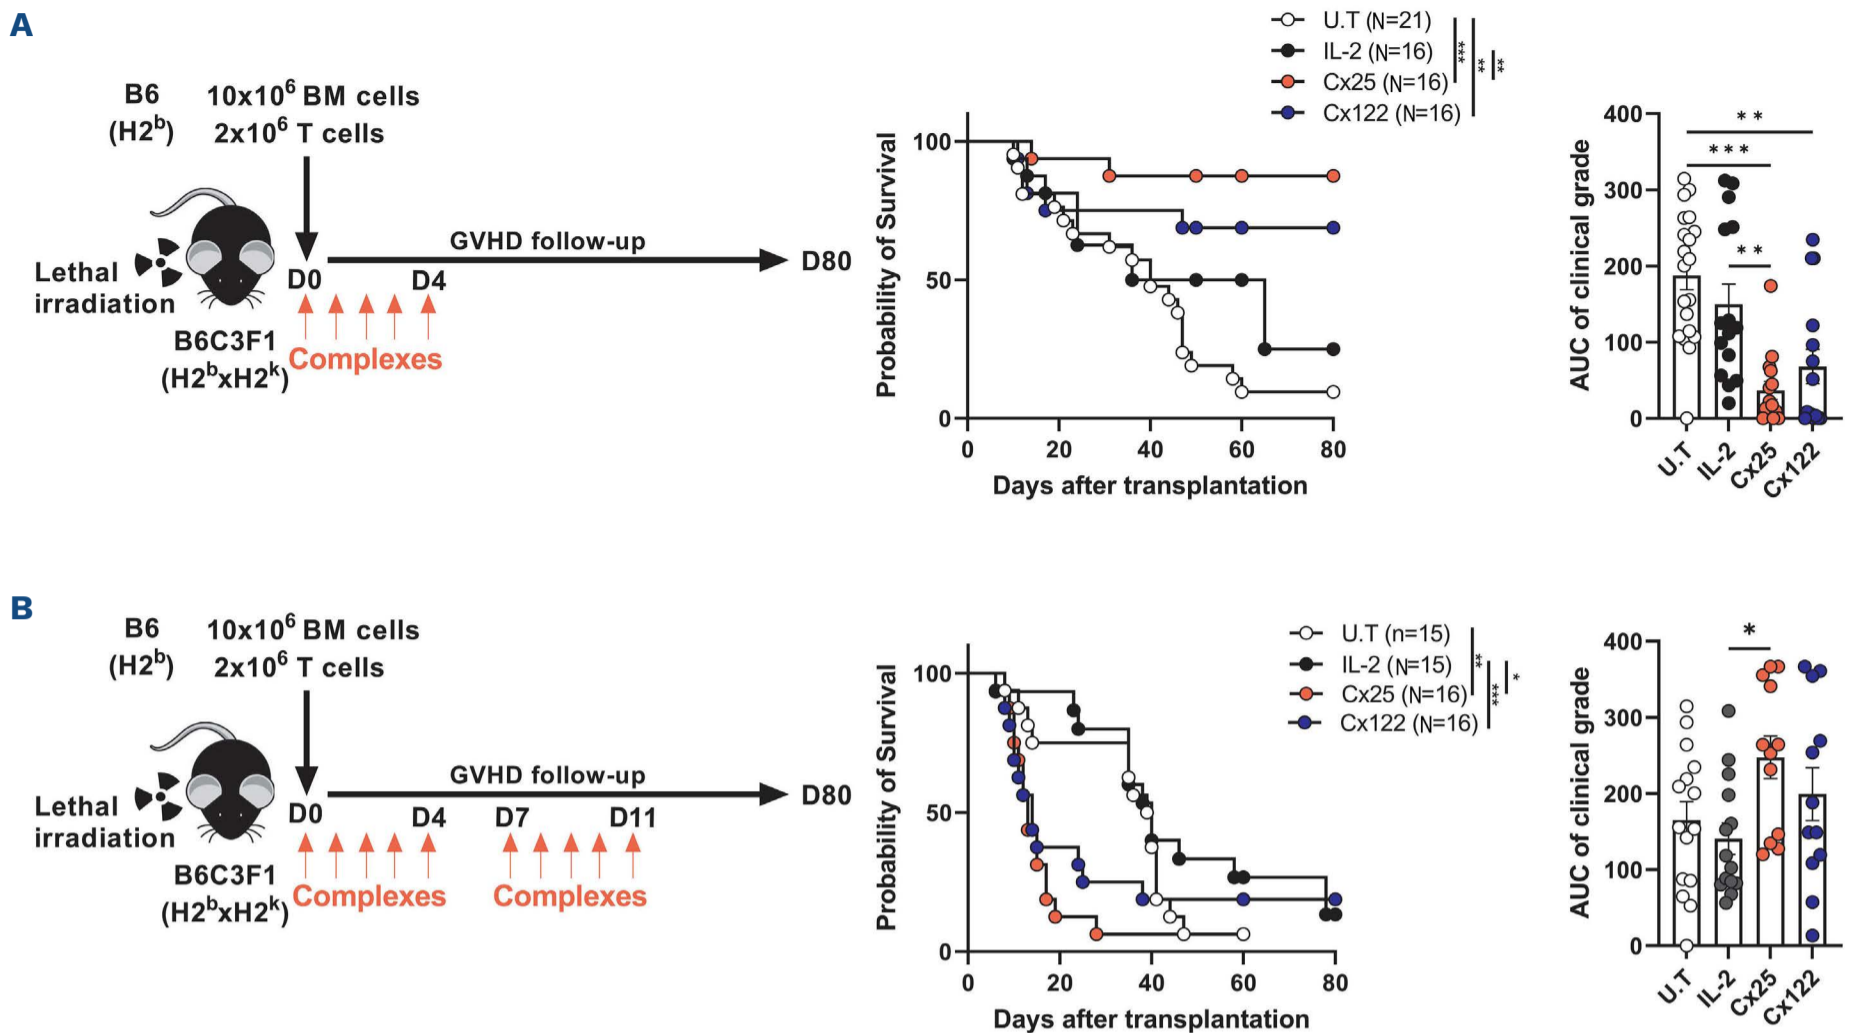 A
B6
(H2ᵇ)
10x10⁶ BM cells
2x10⁶ T cells
Lethal
irradiation
D0
D4
GVHD follow-up
D80
Complexes
B6C3F1
(H2ᵇxH2ᵏ)
U.T (N=21)
IL-2 (N=16)
Cx25 (N=16)
Cx122 (N=16)
***
**
**
Probability of Survival
100
50
0
0 20 40 60 80
Days after transplantation
AUC of clinical grade
400
300
200
100
0
**
***
**
U.T
IL-2
Cx25
Cx122
B
B6
(H2ᵇ)
10x10⁶ BM cells
2x10⁶ T cells
Lethal
irradiation
D0
D4
D7
D11
GVHD follow-up
D80
Complexes
Complexes
B6C3F1
(H2ᵇxH2ᵏ)
U.T (n=15)
IL-2 (N=15)
Cx25 (N=16)
Cx122 (N=16)
**
***
*
Probability of Survival
100
50
0
0 20 40 60 80
Days after transplantation
AUC of clinical grade
400
300
200
100
0
*
U.T
IL-2
Cx25
Cx122